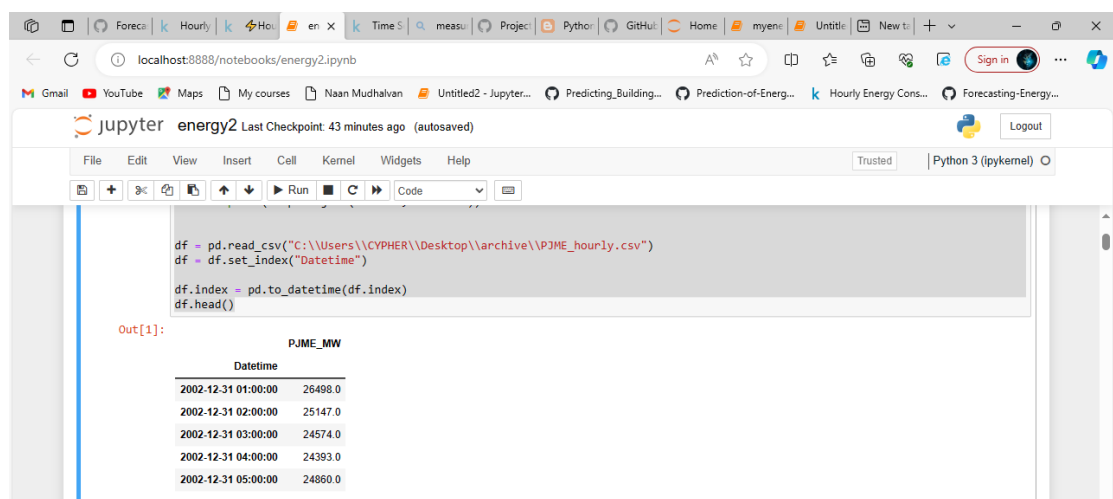 Foreca k Hourly k Hou en k Time S measu Project Pythor GitHub Home myene Untitle New ta
localhost:8888/notebooks/energy2.ipynb Sign in
Gmail YouTube Maps My courses Naan Mudhalvan Untitled2 - Jupyter... Predicting_Building... Prediction-of-Energ... k Hourly Energy Cons... Forecasting-Energy...
jupyter energy2 Last Checkpoint: 43 minutes ago (autosaved) Logout
File Edit View Insert Cell Kernel Widgets Help Trusted Python 3 (ipykernel)
Run Code
df = pd.read_csv("C:\\Users\\CYPHER\\Desktop\\archive\\PJME_hourly.csv")
df = df.set_index("Datetime")
df.index = pd.to_datetime(df.index)
df.head()
Out[1]:
PJME_MW
Datetime
2002-12-31 01:00:00 26498.0
2002-12-31 02:00:00 25147.0
2002-12-31 03:00:00 24574.0
2002-12-31 04:00:00 24393.0
2002-12-31 05:00:00 24860.0